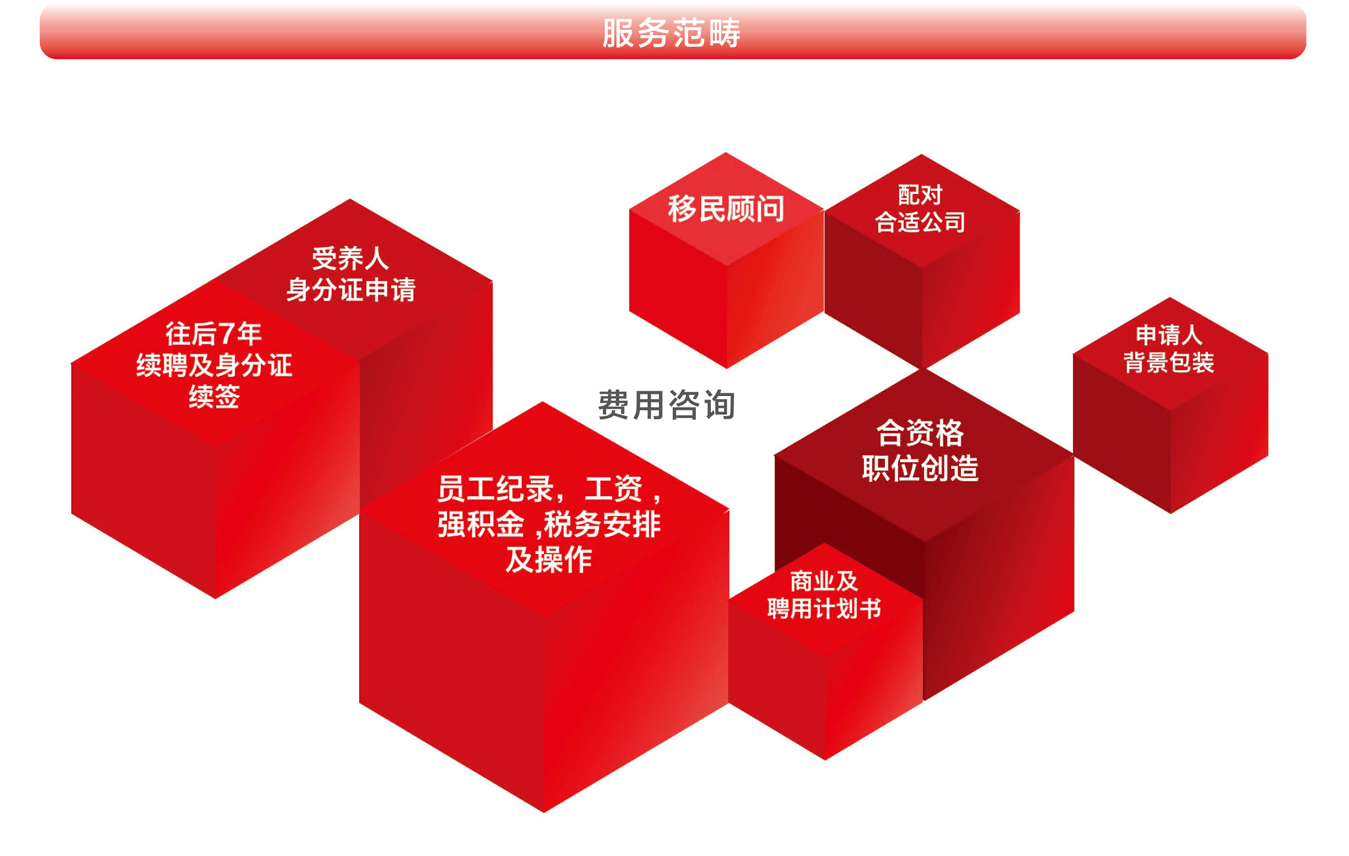 服务范畴
移民顾问
配对
合适公司
受养人
身分证申请
往后7年
续聘及身分证
续签
申请人
背景包装
费用咨询
合资格
职位创造
员工纪录，工资 ,
强积金 ,税务安排
及操作
商业及
聘用计划书